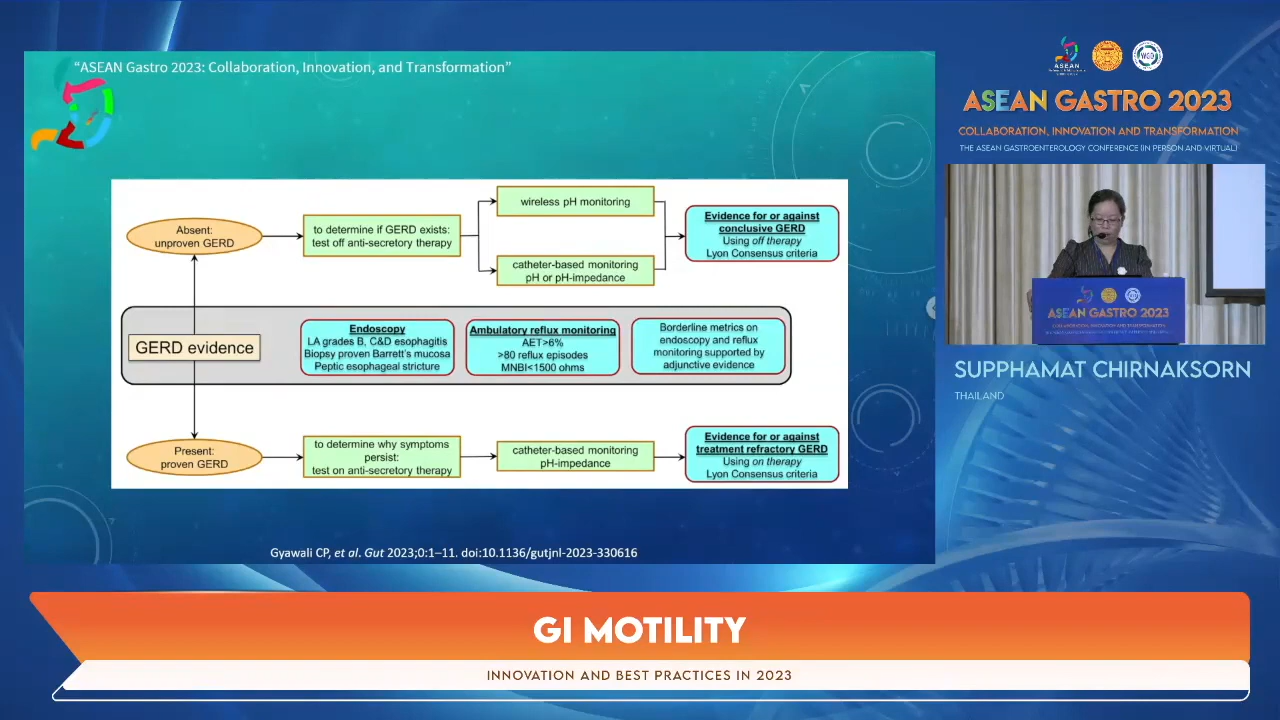 "ASEAN Gastro 2023: Collaboration, Innovation, and Transformation"
Absent:
unproven GERD
to determine if GERD exists:
test off anti-secretory therapy
wireless pH monitoring
catheter-based monitoring
pH or pH-impedance
Evidence for or against
conclusive GERD
Using off therapy
Lyon Consensus criteria
GERD evidence
Endoscopy
LA grades B, C&D esophagitis
Biopsy proven Barrett's mucosa
Peptic esophageal stricture
Ambulatory reflux monitoring
AET>6%
>80 reflux episodes
MNBI<1500 ohms
Borderline metrics on
endoscopy and reflux
monitoring supported by
adjunctive evidence
Present:
proven GERD
to determine why symptoms
persist:
test on anti-secretory therapy
catheter-based monitoring
pH-impedance
Evidence for or against
treatment refractory GERD
Using on therapy
Lyon Consensus criteria
Gyawali CP, et al. Gut 2023;0:1–11. doi:10.1136/gutjnl-2023-330616
ASEAN
WGO
ASEAN GASTRO 2023
COLLABORATION, INNOVATION AND TRANSFORMATION
THE ASEAN GASTROENTEROLOGY CONFERENCE (IN PERSON AND VIRTUAL)
ASEAN GASTRO 2023
SUPPHAMAT CHIRNAKSORN
THAILAND
GI MOTILITY
INNOVATION AND BEST PRACTICES IN 2023